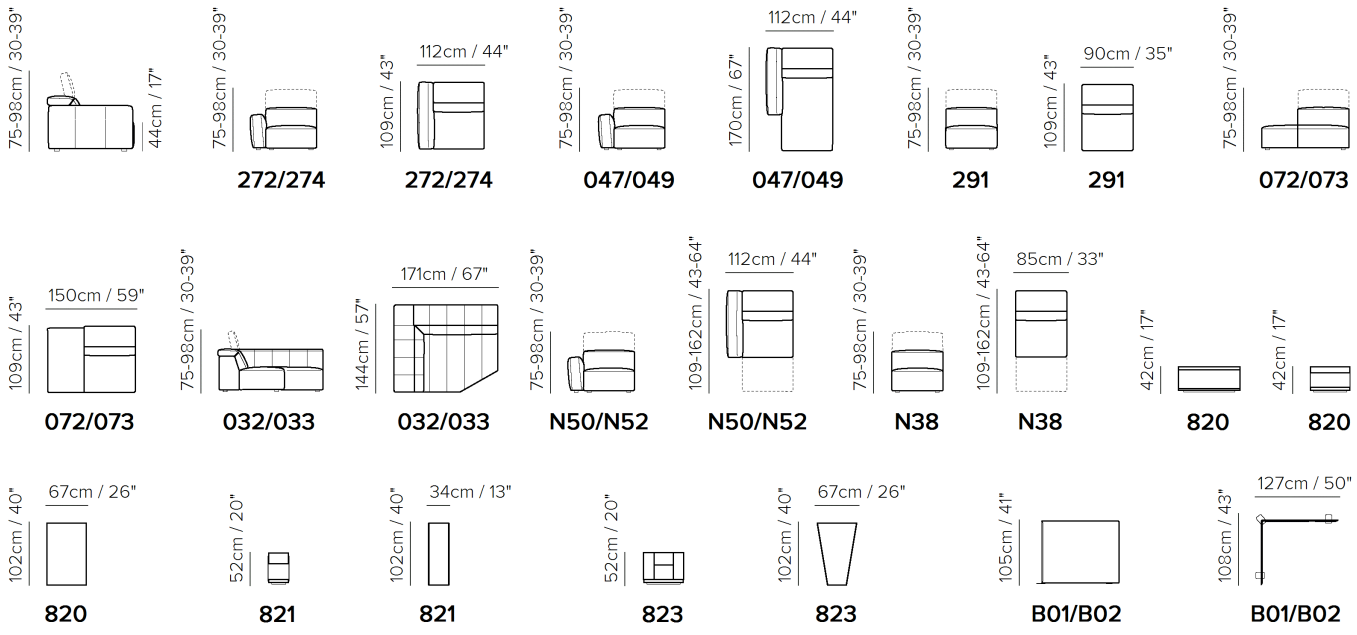 75-98cm / 30-39"
44cm / 17"
75-98cm / 30-39"
272/274
112cm / 44"
109cm / 43"
272/274
75-98cm / 30-39"
047/049
112cm / 44"
170cm / 67"
047/049
75-98cm / 30-39"
291
90cm / 35"
109cm / 43"
291
75-98cm / 30-39"
072/073
150cm / 59"
109cm / 43"
072/073
75-98cm / 30-39"
032/033
171cm / 67"
144cm / 57"
032/033
75-98cm / 30-39"
N50/N52
112cm / 44"
109-162cm / 43-64"
N50/N52
75-98cm / 30-39"
N38
85cm / 33"
109-162cm / 43-64"
N38
42cm / 17"
820
42cm / 17"
820
67cm / 26"
102cm / 40"
820
52cm / 20"
821
34cm / 13"
102cm / 40"
821
52cm / 20"
823
67cm / 26"
102cm / 40"
823
105cm / 41"
B01/B02
127cm / 50"
108cm / 43"
B01/B02